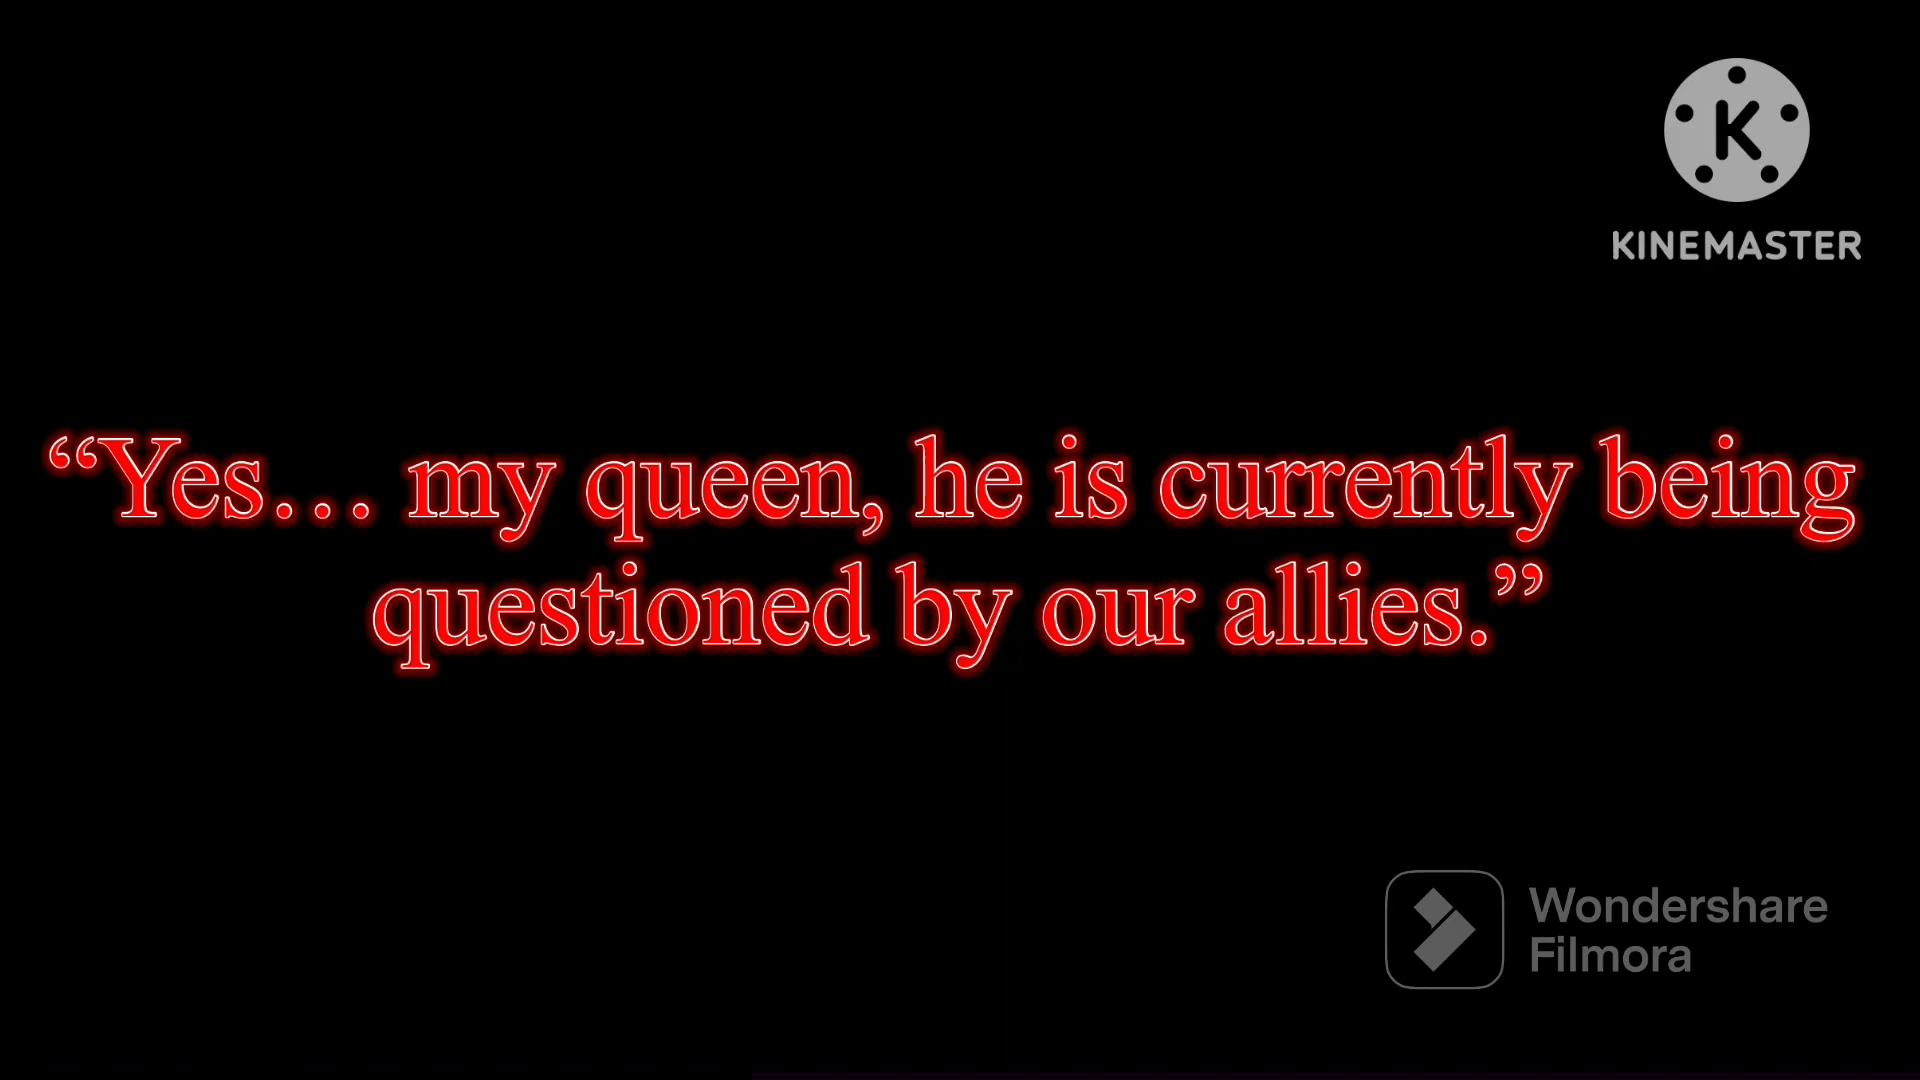 K
KINEMASTER
“Yes… my queen, he is currently being
questioned by our allies.”
Wondershare
Filmora